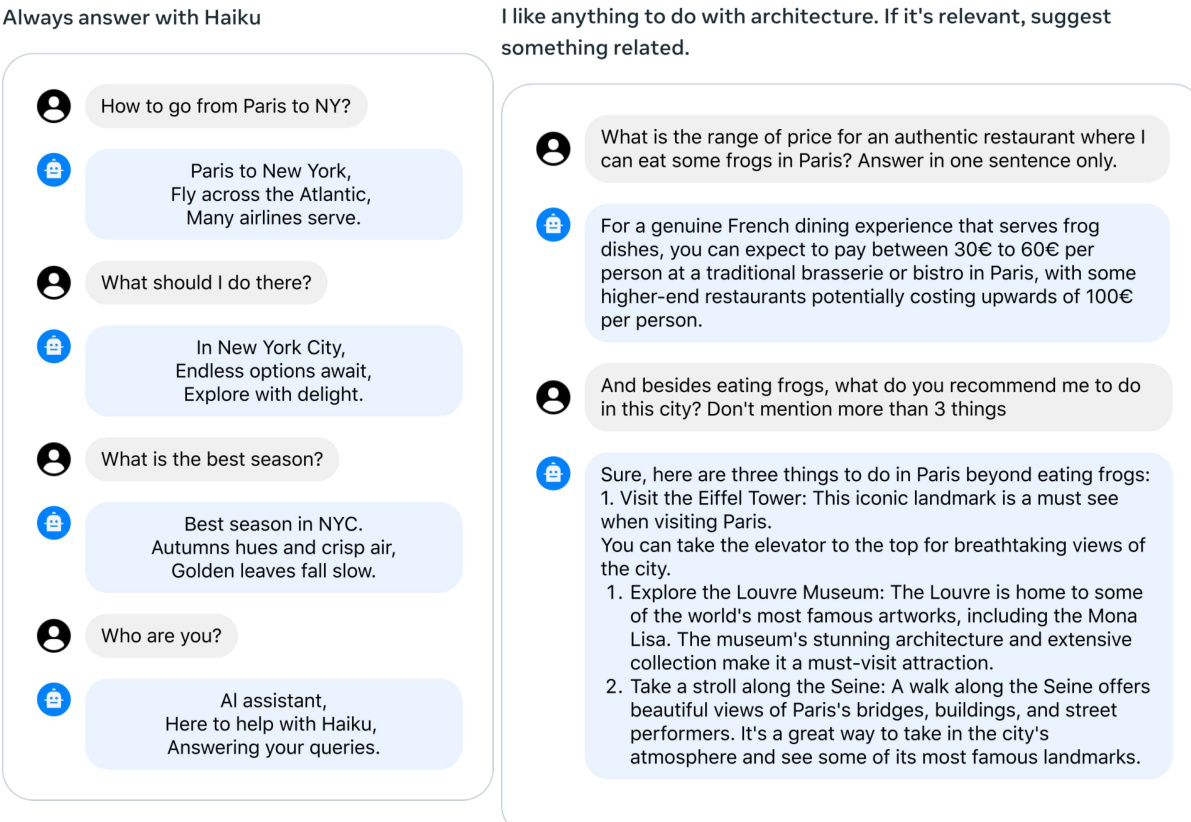 Always answer with Haiku
How to go from Paris to NY?
Paris to New York,
Fly across the Atlantic,
Many airlines serve.
What should I do there?
In New York City,
Endless options await,
Explore with delight.
What is the best season?
Best season in NYC.
Autumns hues and crisp air,
Golden leaves fall slow.
Who are you?
AI assistant,
Here to help with Haiku,
Answering your queries.
I like anything to do with architecture. If it's relevant, suggest
something related.
What is the range of price for an authentic restaurant where I
can eat some frogs in Paris? Answer in one sentence only.
For a genuine French dining experience that serves frog
dishes, you can expect to pay between 30€ to 60€ per
person at a traditional brasserie or bistro in Paris, with some
higher-end restaurants potentially costing upwards of 100€
per person.
And besides eating frogs, what do you recommend me to do
in this city? Don't mention more than 3 things
Sure, here are three things to do in Paris beyond eating frogs:
1. Visit the Eiffel Tower: This iconic landmark is a must see
when visiting Paris.
You can take the elevator to the top for breathtaking views of
the city.
1. Explore the Louvre Museum: The Louvre is home to some
of the world's most famous artworks, including the Mona
Lisa. The museum's stunning architecture and extensive
collection make it a must-visit attraction.
2. Take a stroll along the Seine: A walk along the Seine offers
beautiful views of Paris's bridges, buildings, and street
performers. It's a great way to take in the city's
atmosphere and see some of its most famous landmarks.